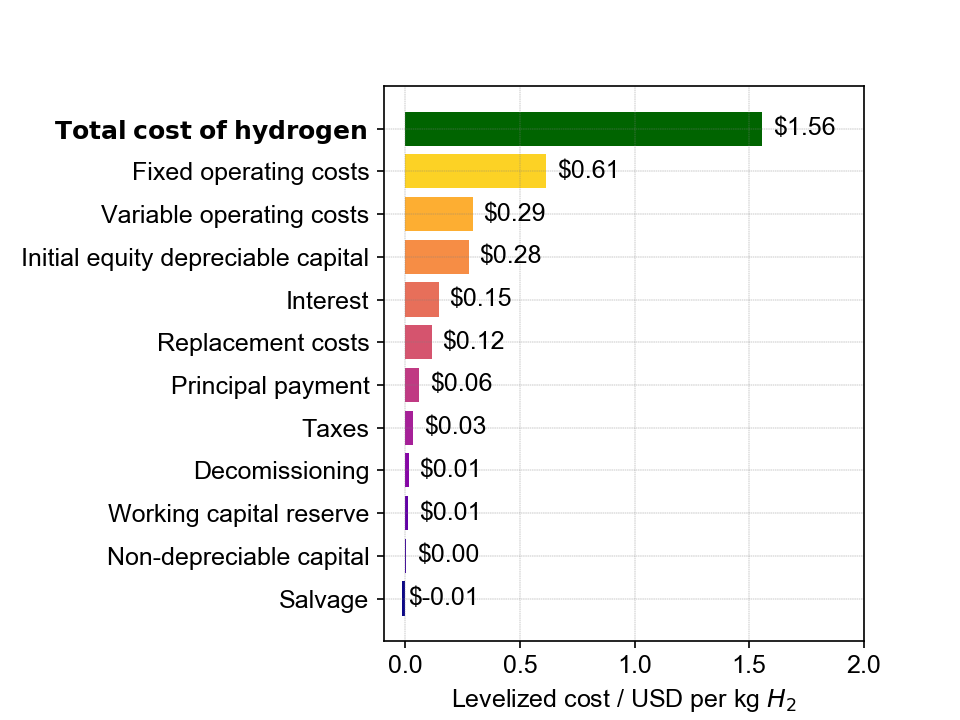 Total cost of hydrogen $1.56
Fixed operating costs $0.61
Variable operating costs $0.29
Initial equity depreciable capital $0.28
Interest $0.15
Replacement costs $0.12
Principal payment $0.06
Taxes $0.03
Decomissioning $0.01
Working capital reserve $0.01
Non-depreciable capital $0.00
Salvage $-0.01
0.0 0.5 1.0 1.5 2.0
Levelized cost / USD per kg H₂